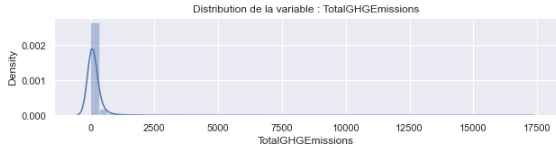 Distribution de la variable : TotalGHGEmissions
0.002
0.001
0.000
Density
0 2500 5000 7500 10000 12500 15000 17500
TotalGHGEmissions